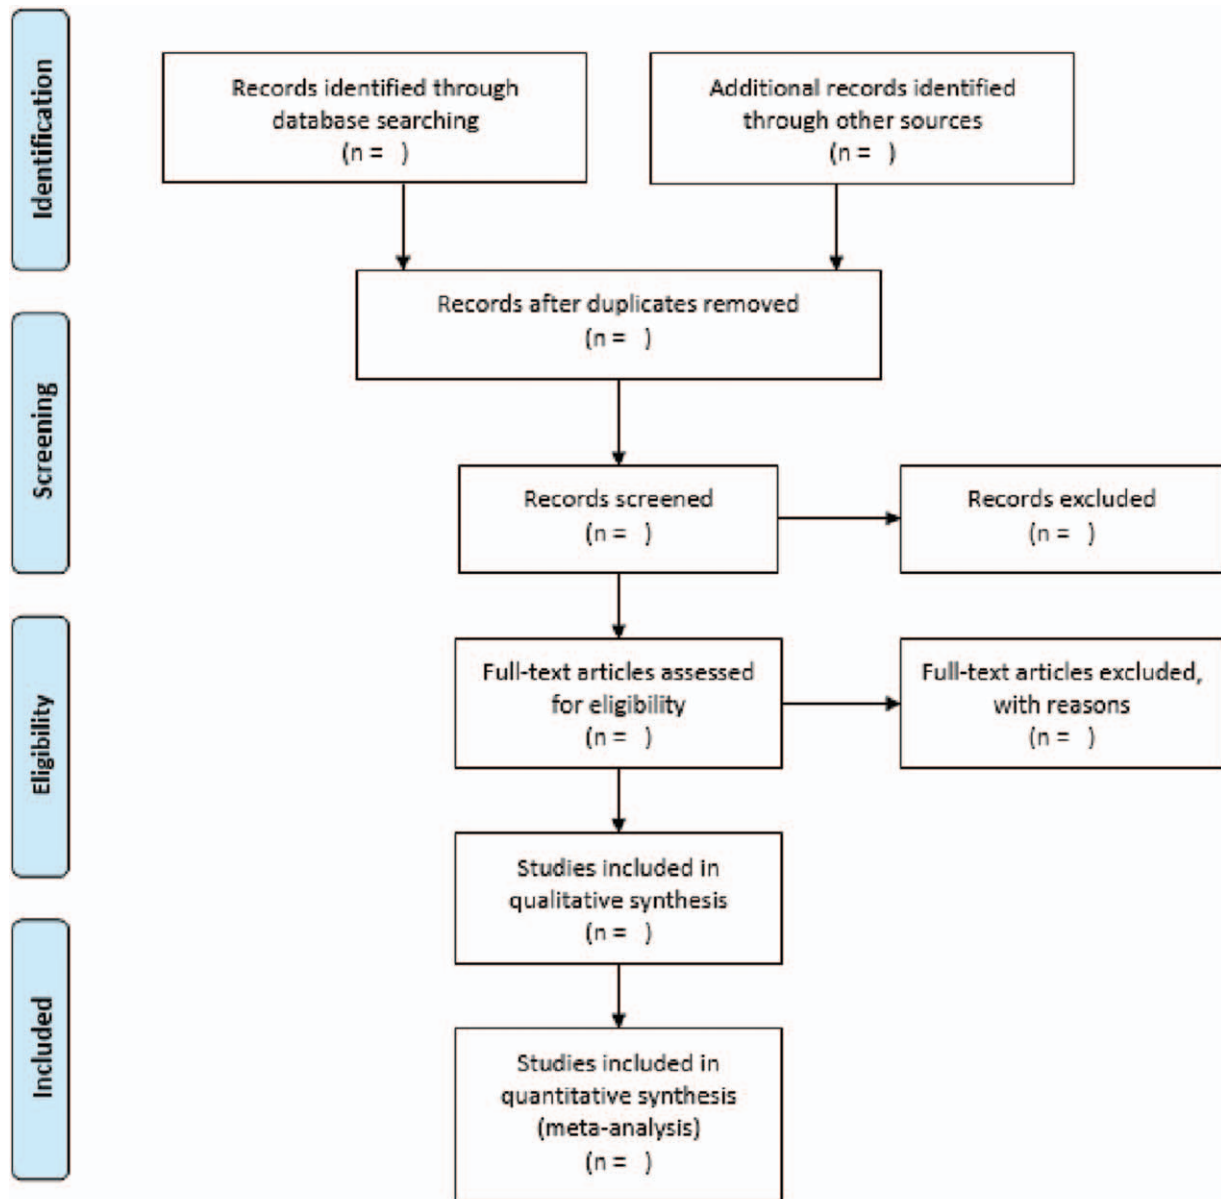 Identification
Records identified through
database searching
(n =   )
Additional records identified
through other sources
(n =   )
Records after duplicates removed
(n =   )
Screening
Records screened
(n =   )
Records excluded
(n =   )
Eligibility
Full-text articles assessed
for eligibility
(n =   )
Full-text articles excluded,
with reasons
(n =   )
Studies included in
qualitative synthesis
(n =   )
Included
Studies included in
quantitative synthesis
(meta-analysis)
(n =   )